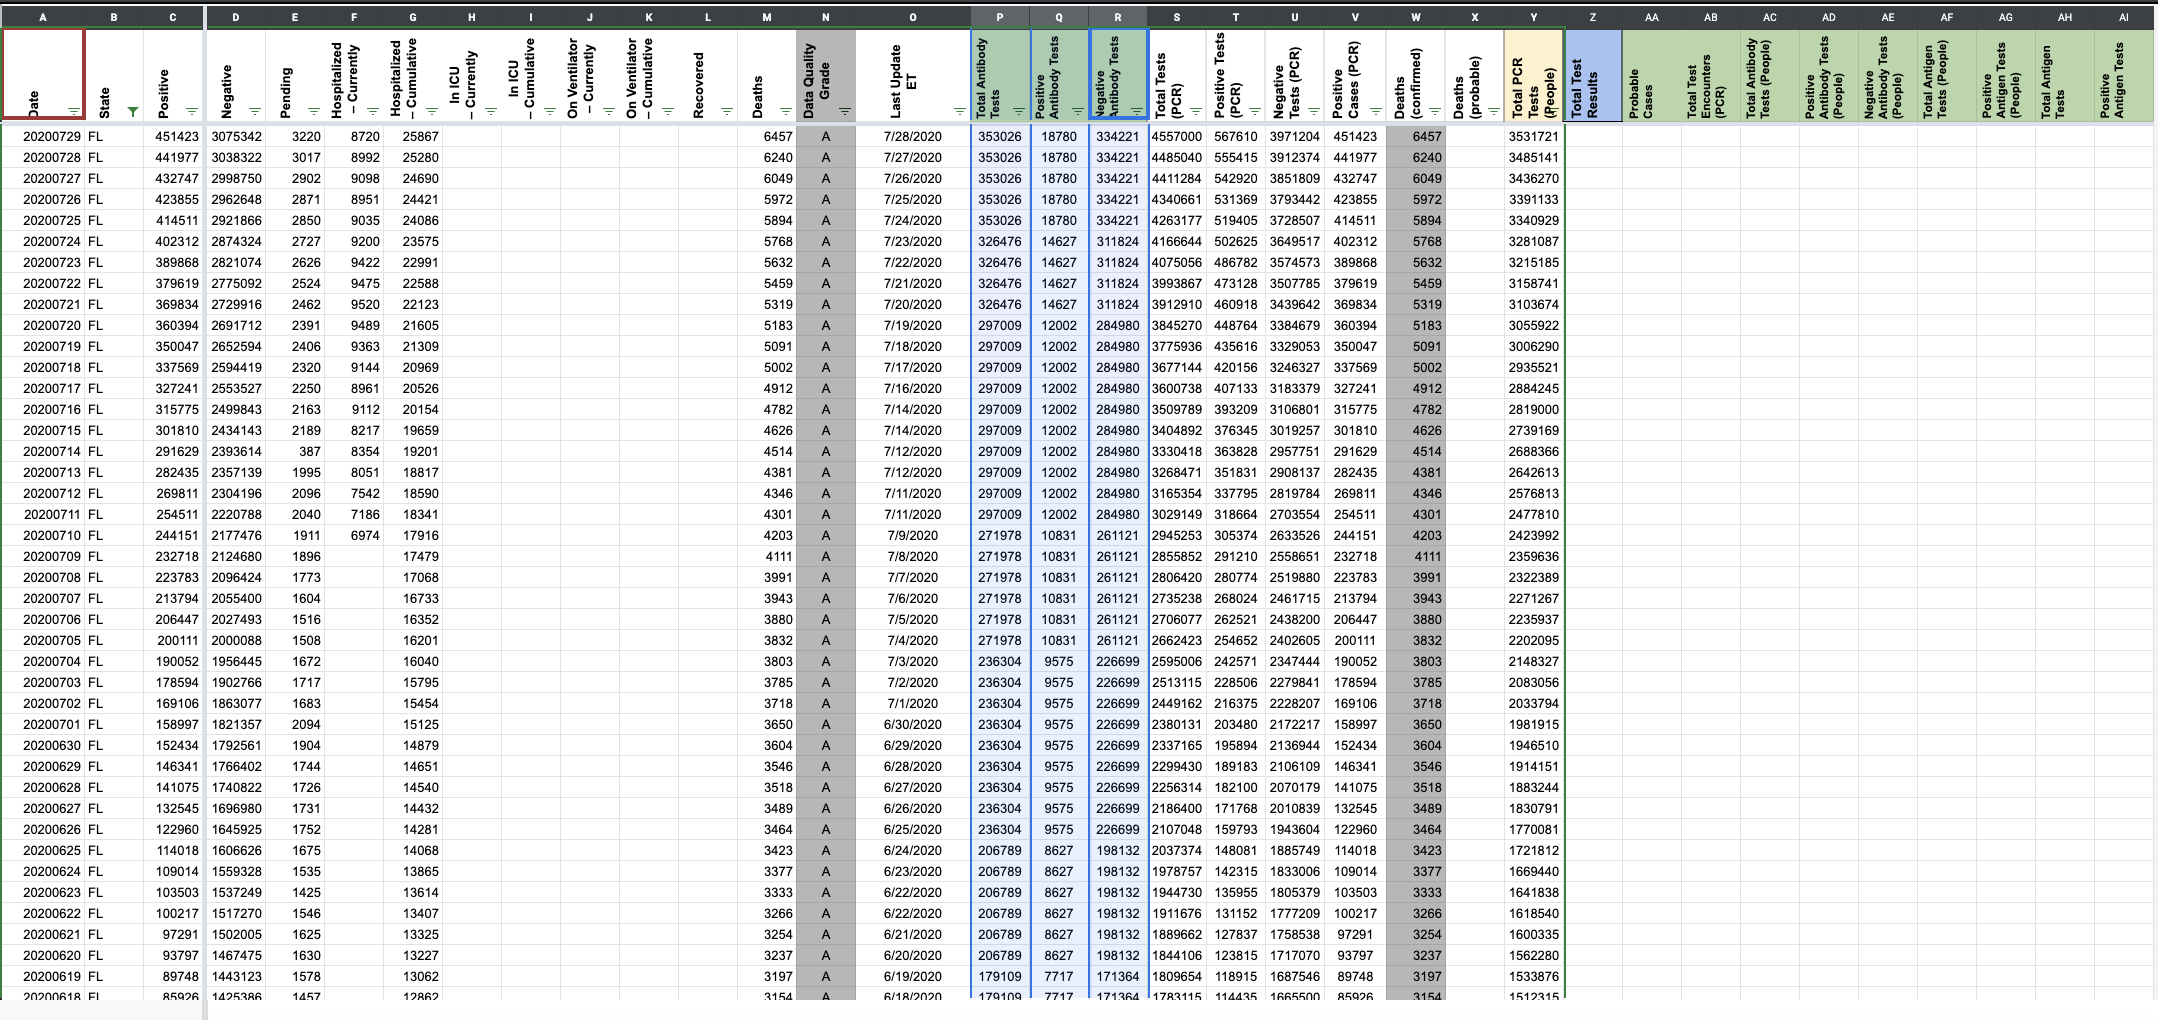 A B C D E F G H I J K L M N O P Q R S T U V W X Y Z AA AB AC AD AE AF AG AH AI
Date State Positive Negative Pending Hospitalized – Currently Hospitalized – Cumulative In ICU – Currently In ICU – Cumulative On Ventilator – Currently On Ventilator – Cumulative Recovered Deaths Data Quality Grade Last Update ET Total Antibody Tests Positive Antibody Tests Negative Antibody Tests Total Tests (PCR) Positive Tests (PCR) Negative Tests (PCR) Positive Cases (PCR) Deaths (confirmed) Deaths (probable) Total PCR Tests (People) Total Test Results Probable Cases Total Test Encounters (PCR) Total Antibody Tests (People) Positive Antibody Tests (People) Negative Antibody Tests (People) Total Antigen Tests (People) Positive Antigen Tests (People) Total Antigen Tests Positive Antigen Tests
20200729 FL 451423 3075342 3220 8720 25867 6457 A 7/28/2020 353026 18780 334221 4557000 567610 3971204 451423 6457 3531721
20200728 FL 441977 3038322 3017 8992 25280 6240 A 7/27/2020 353026 18780 334221 4485040 555415 3912374 441977 6240 3485141
20200727 FL 432747 2998750 2902 9098 24690 6049 A 7/26/2020 353026 18780 334221 4411284 542920 3851809 432747 6049 3436270
20200726 FL 423855 2962648 2871 8951 24421 5972 A 7/25/2020 353026 18780 334221 4340661 531369 3793442 423855 5972 3391133
20200725 FL 414511 2921866 2850 9035 24086 5894 A 7/24/2020 353026 18780 334221 4263177 519405 3728507 414511 5894 3340929
20200724 FL 402312 2874324 2727 9200 23575 5768 A 7/23/2020 326476 14627 311824 4166644 502625 3649517 402312 5768 3281087
20200723 FL 389868 2821074 2626 9422 22991 5632 A 7/22/2020 326476 14627 311824 4075056 486782 3574573 389868 5632 3215185
20200722 FL 379619 2775092 2524 9475 22588 5459 A 7/21/2020 326476 14627 311824 3993867 473128 3507785 379619 5459 3158741
20200721 FL 369834 2729916 2462 9520 22123 5319 A 7/20/2020 326476 14627 311824 3912910 460918 3439642 369834 5319 3103674
20200720 FL 360394 2691712 2391 9489 21605 5183 A 7/19/2020 297009 12002 284980 3845270 448764 3384679 360394 5183 3055922
20200719 FL 350047 2652594 2406 9363 21309 5091 A 7/18/2020 297009 12002 284980 3775936 435616 3329053 350047 5091 3006290
20200718 FL 337569 2594419 2320 9144 20969 5002 A 7/17/2020 297009 12002 284980 3677144 420156 3246327 337569 5002 2935521
20200717 FL 327241 2553527 2250 8961 20526 4912 A 7/16/2020 297009 12002 284980 3600738 407133 3183379 327241 4912 2884245
20200716 FL 315775 2499843 2163 9112 20154 4782 A 7/14/2020 297009 12002 284980 3509789 393209 3106801 315775 4782 2819000
20200715 FL 301810 2434143 2189 8217 19659 4626 A 7/14/2020 297009 12002 284980 3404892 376345 3019257 301810 4626 2739169
20200714 FL 291629 2393614 387 8354 19201 4514 A 7/12/2020 297009 12002 284980 3330418 363828 2957751 291629 4514 2688366
20200713 FL 282435 2357139 1995 8051 18817 4381 A 7/12/2020 297009 12002 284980 3268471 351831 2908137 282435 4381 2642613
20200712 FL 269811 2304196 2096 7542 18590 4346 A 7/11/2020 297009 12002 284980 3165354 337795 2819784 269811 4346 2576813
20200711 FL 254511 2220788 2040 7186 18341 4301 A 7/11/2020 297009 12002 284980 3029149 318664 2703554 254511 4301 2477810
20200710 FL 244151 2177476 1911 6974 17916 4203 A 7/9/2020 271978 10831 261121 2945253 305374 2633526 244151 4203 2423992
20200709 FL 232718 2124680 1896 17479 4111 A 7/8/2020 271978 10831 261121 2855852 291210 2558651 232718 4111 2359636
20200708 FL 223783 2096424 1773 17068 3991 A 7/7/2020 271978 10831 261121 2806420 280774 2519880 223783 3991 2322389
20200707 FL 213794 2055400 1604 16733 3943 A 7/6/2020 271978 10831 261121 2735238 268024 2461715 213794 3943 2271267
20200706 FL 206447 2027493 1516 16352 3880 A 7/5/2020 271978 10831 261121 2706077 262521 2438200 206447 3880 2235937
20200705 FL 200111 2000088 1508 16201 3832 A 7/4/2020 271978 10831 261121 2662423 254652 2402605 200111 3832 2202095
20200704 FL 190052 1956445 1672 16040 3803 A 7/3/2020 236304 9575 226699 2595006 242571 2347444 190052 3803 2148327
20200703 FL 178594 1902766 1717 15795 3785 A 7/2/2020 236304 9575 226699 2513115 228506 2279841 178594 3785 2083056
20200702 FL 169106 1863077 1683 15454 3718 A 7/1/2020 236304 9575 226699 2449162 216375 2228207 169106 3718 2033794
20200701 FL 158997 1821357 2094 15125 3650 A 6/30/2020 236304 9575 226699 2380131 203480 2172217 158997 3650 1981915
20200630 FL 152434 1792561 1904 14879 3604 A 6/29/2020 236304 9575 226699 2337165 195894 2136944 152434 3604 1946510
20200629 FL 146341 1766402 1744 14651 3546 A 6/28/2020 236304 9575 226699 2299430 189183 2106109 146341 3546 1914151
20200628 FL 141075 1740822 1726 14540 3518 A 6/27/2020 236304 9575 226699 2256314 182100 2070179 141075 3518 1883244
20200627 FL 132545 1696980 1731 14432 3489 A 6/26/2020 236304 9575 226699 2186400 171768 2010839 132545 3489 1830791
20200626 FL 122960 1645925 1752 14281 3464 A 6/25/2020 236304 9575 226699 2107048 159793 1943604 122960 3464 1770081
20200625 FL 114018 1606626 1675 14068 3423 A 6/24/2020 206789 8627 198132 2037374 148081 1885749 114018 3423 1721812
20200624 FL 109014 1559328 1535 13865 3377 A 6/23/2020 206789 8627 198132 1978757 142315 1833006 109014 3377 1669440
20200623 FL 103503 1537249 1425 13614 3333 A 6/22/2020 206789 8627 198132 1944730 135955 1805379 103503 3333 1641838
20200622 FL 100217 1517270 1546 13407 3266 A 6/22/2020 206789 8627 198132 1911676 131152 1777209 100217 3266 1618540
20200621 FL 97291 1502005 1625 13325 3254 A 6/21/2020 206789 8627 198132 1889662 127837 1758538 97291 3254 1600335
20200620 FL 93797 1467475 1630 13227 3237 A 6/20/2020 206789 8627 198132 1844106 123815 1717070 93797 3237 1562280
20200619 FL 89748 1443123 1578 13062 3197 A 6/19/2020 179109 7717 171364 1809654 118915 1687546 89748 3197 1533876
20200618 FL 85926 1425386 1457 12862 3154 A 6/18/2020 179109 7717 171364 1783115 114435 1665500 85926 3154 1512315